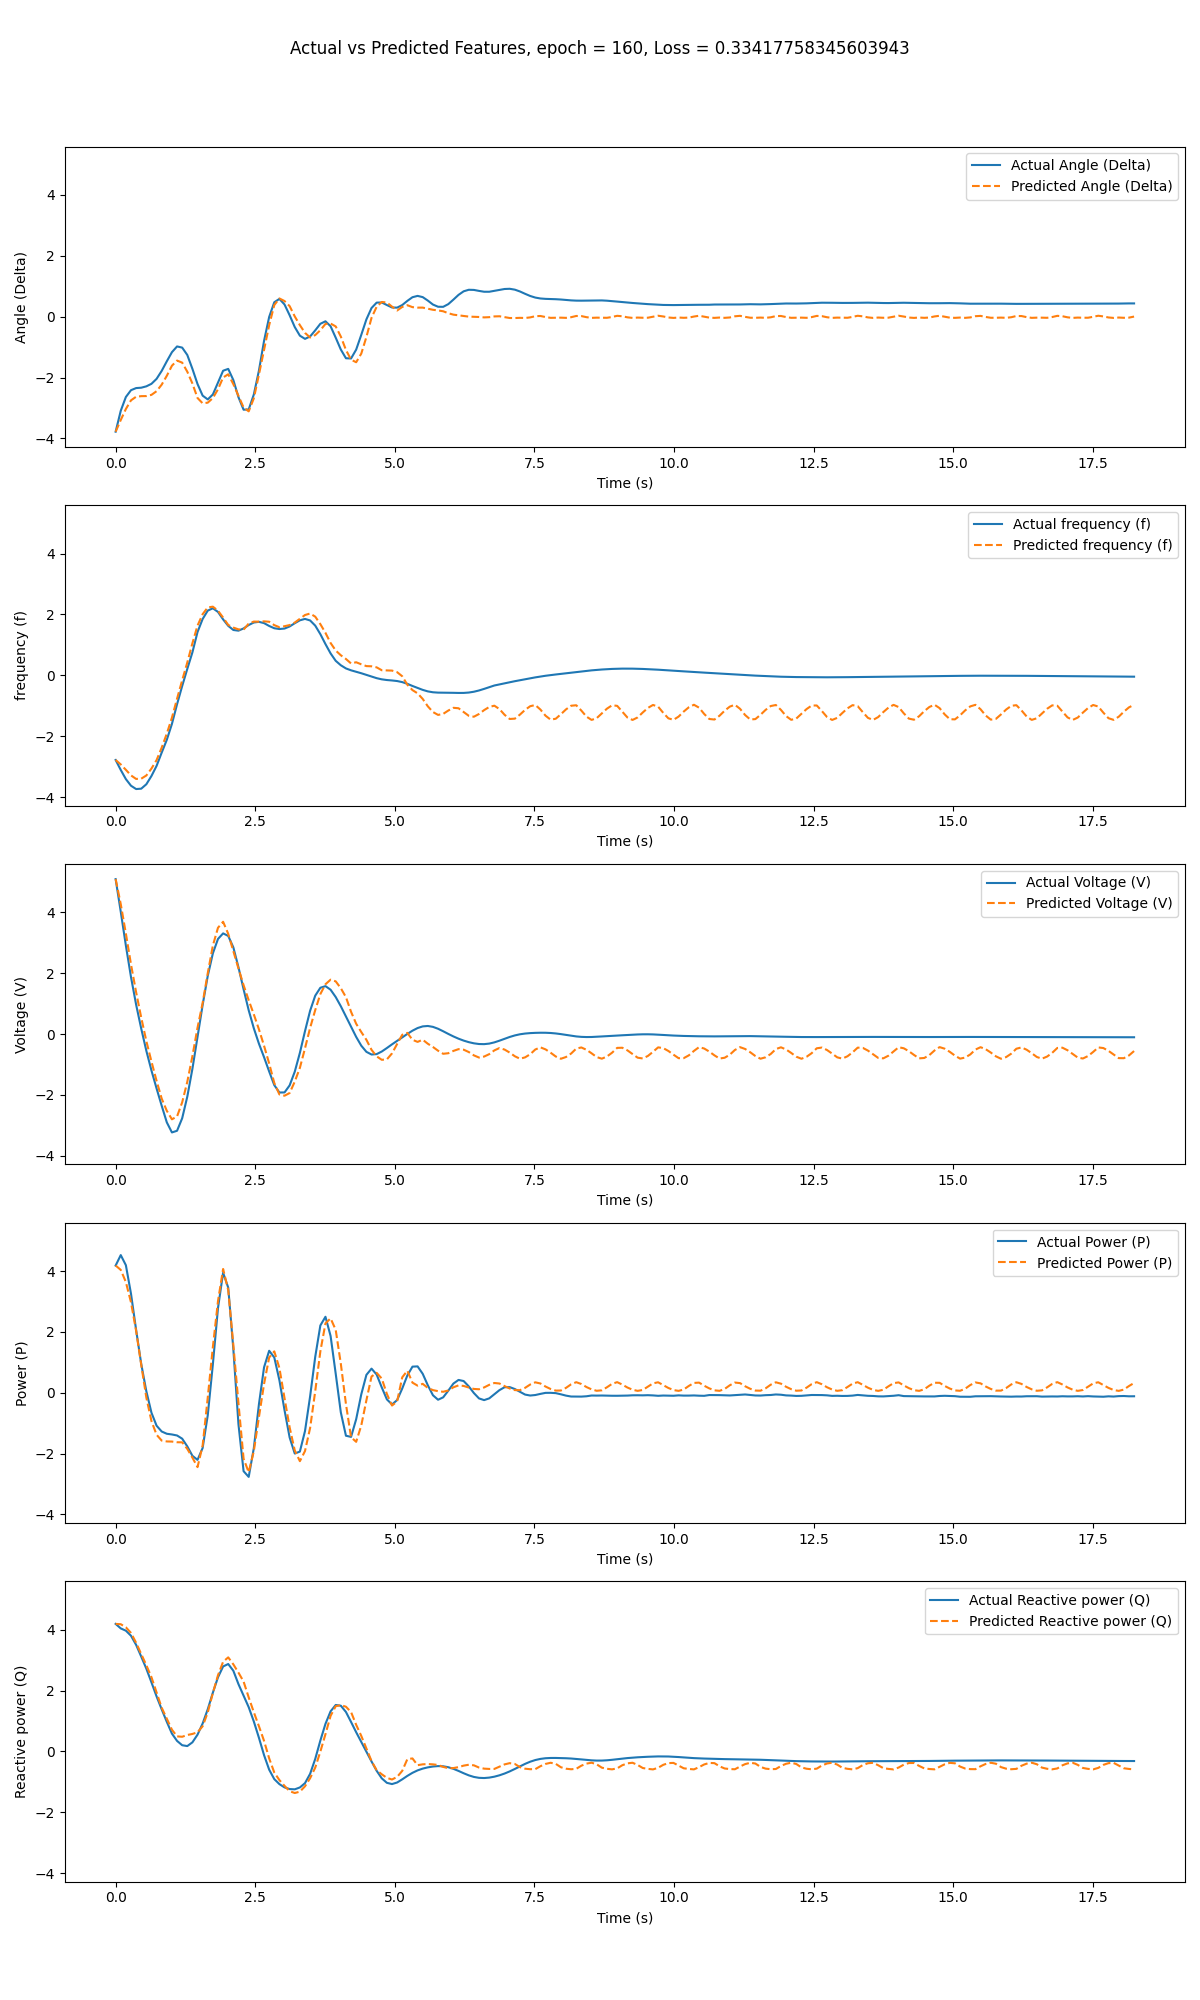 Actual vs Predicted Features, epoch = 160, Loss = 0.33417758345603943
Actual Angle (Delta)
Predicted Angle (Delta)
Angle (Delta)
4
2
0
−2
−4
0.0 2.5 5.0 7.5 10.0 12.5 15.0 17.5
Time (s)
Actual frequency (f)
Predicted frequency (f)
frequency (f)
4
2
0
−2
−4
0.0 2.5 5.0 7.5 10.0 12.5 15.0 17.5
Time (s)
Actual Voltage (V)
Predicted Voltage (V)
Voltage (V)
4
2
0
−2
−4
0.0 2.5 5.0 7.5 10.0 12.5 15.0 17.5
Time (s)
Actual Power (P)
Predicted Power (P)
Power (P)
4
2
0
−2
−4
0.0 2.5 5.0 7.5 10.0 12.5 15.0 17.5
Time (s)
Actual Reactive power (Q)
Predicted Reactive power (Q)
Reactive power (Q)
4
2
0
−2
−4
0.0 2.5 5.0 7.5 10.0 12.5 15.0 17.5
Time (s)